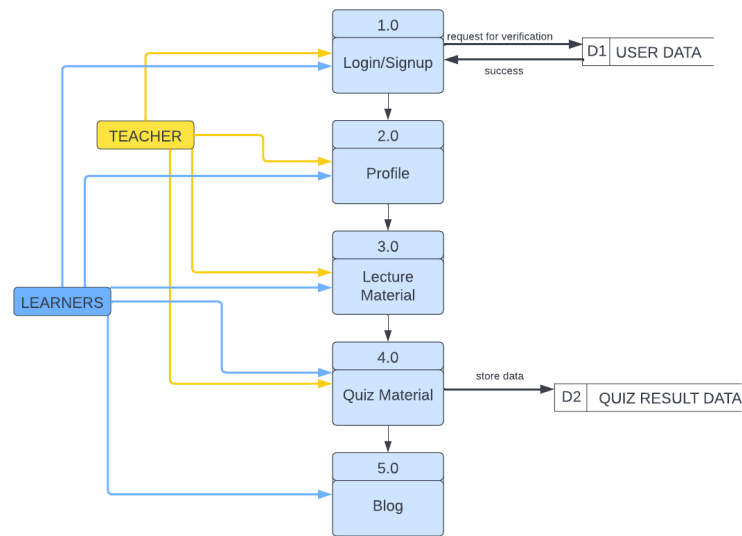 1.0
Login/Signup
request for verification
success
D1 USER DATA
TEACHER
2.0
Profile
3.0
Lecture
Material
LEARNERS
4.0
Quiz Material
store data
D2 QUIZ RESULT DATA
5.0
Blog